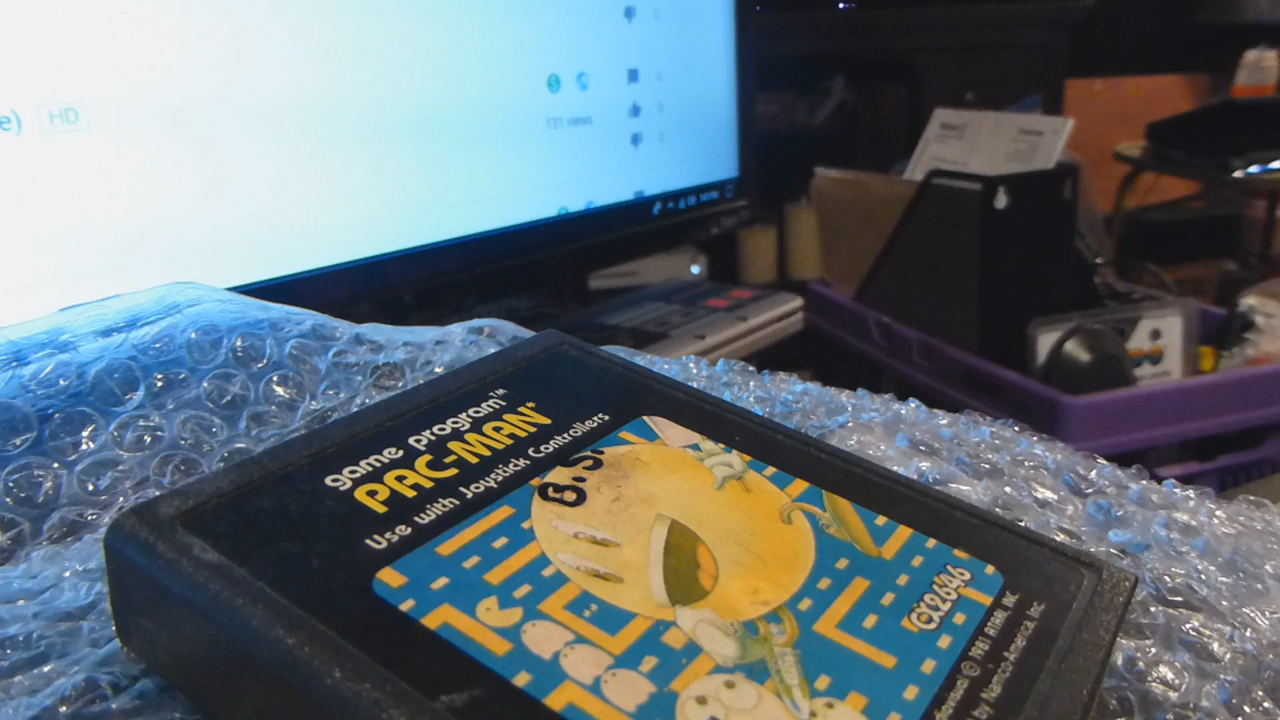 e) HD
131 views
game program™
PAC-MAN*
Use with Joystick Controllers
B.S.
CX2646
© 1981 ATARI, INC.
by Namco-America, Inc.